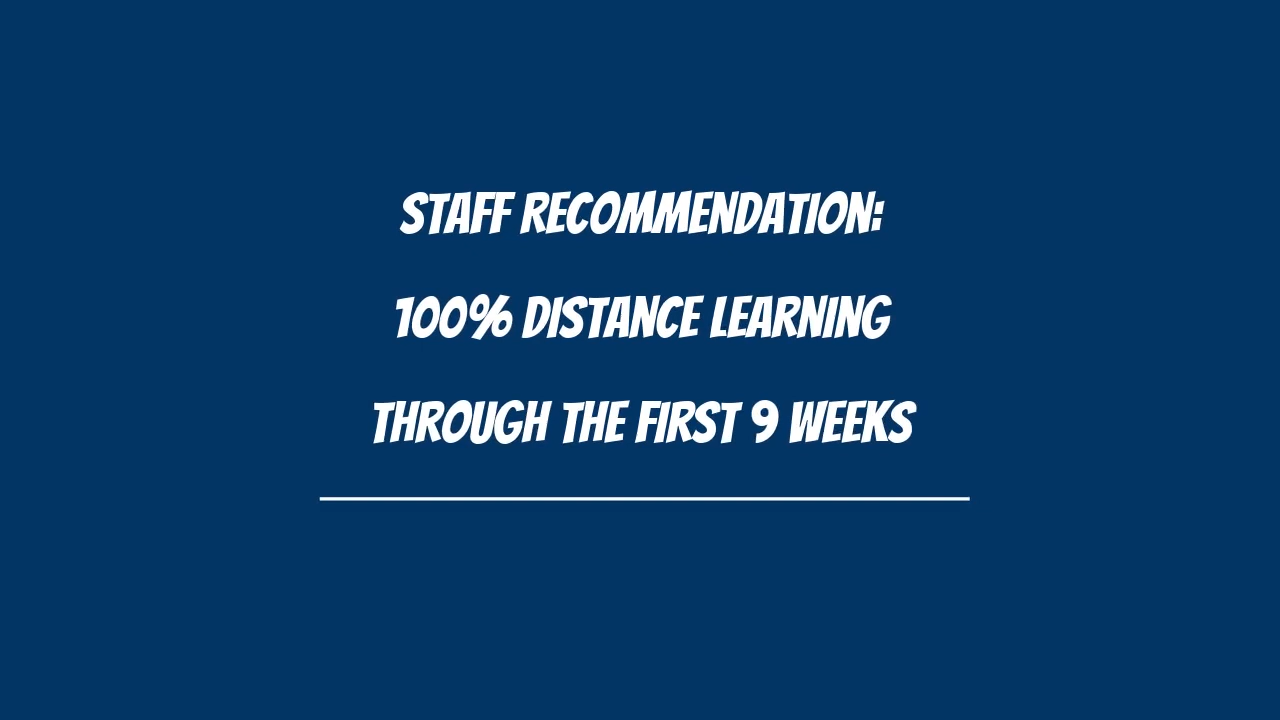 STAFF RECOMMENDATION:
100% DISTANCE LEARNING
THROUGH THE FIRST 9 WEEKS